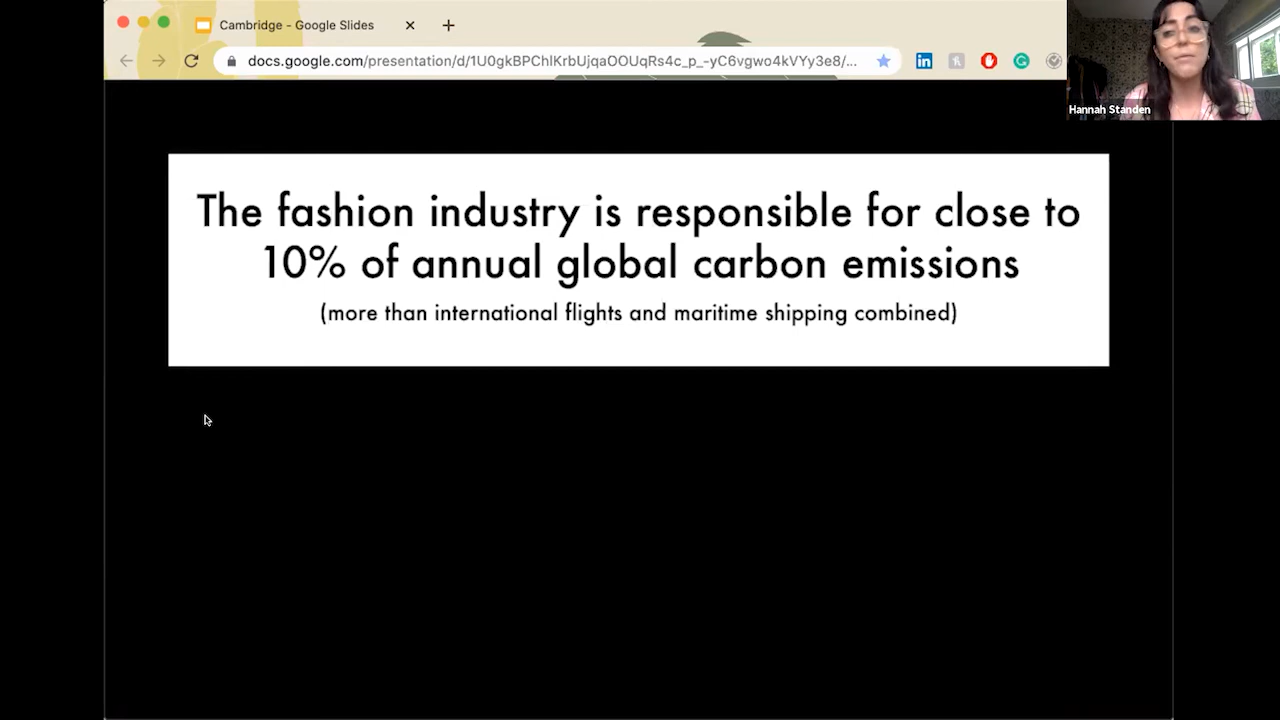 Cambridge - Google Slides
docs.google.com/presentation/d/1U0gkBPChlKrbUjqaOOUqRs4c_p_-yC6vgwo4kVYy3e8/...
in
Hannah Standen
The fashion industry is responsible for close to
10% of annual global carbon emissions
(more than international flights and maritime shipping combined)